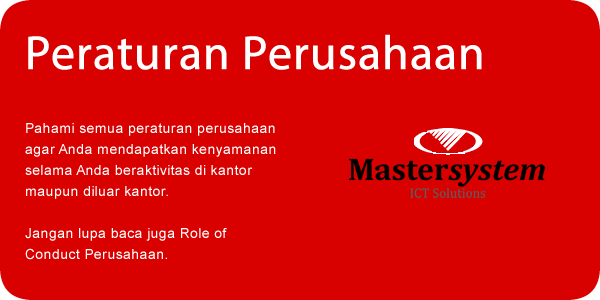 Peraturan Perusahaan
Pahami semua peraturan perusahaan
agar Anda mendapatkan kenyamanan
selama Anda beraktivitas di kantor
maupun diluar kantor.
Jangan lupa baca juga Role of
Conduct Perusahaan.
Mastersystem
ICT Solutions